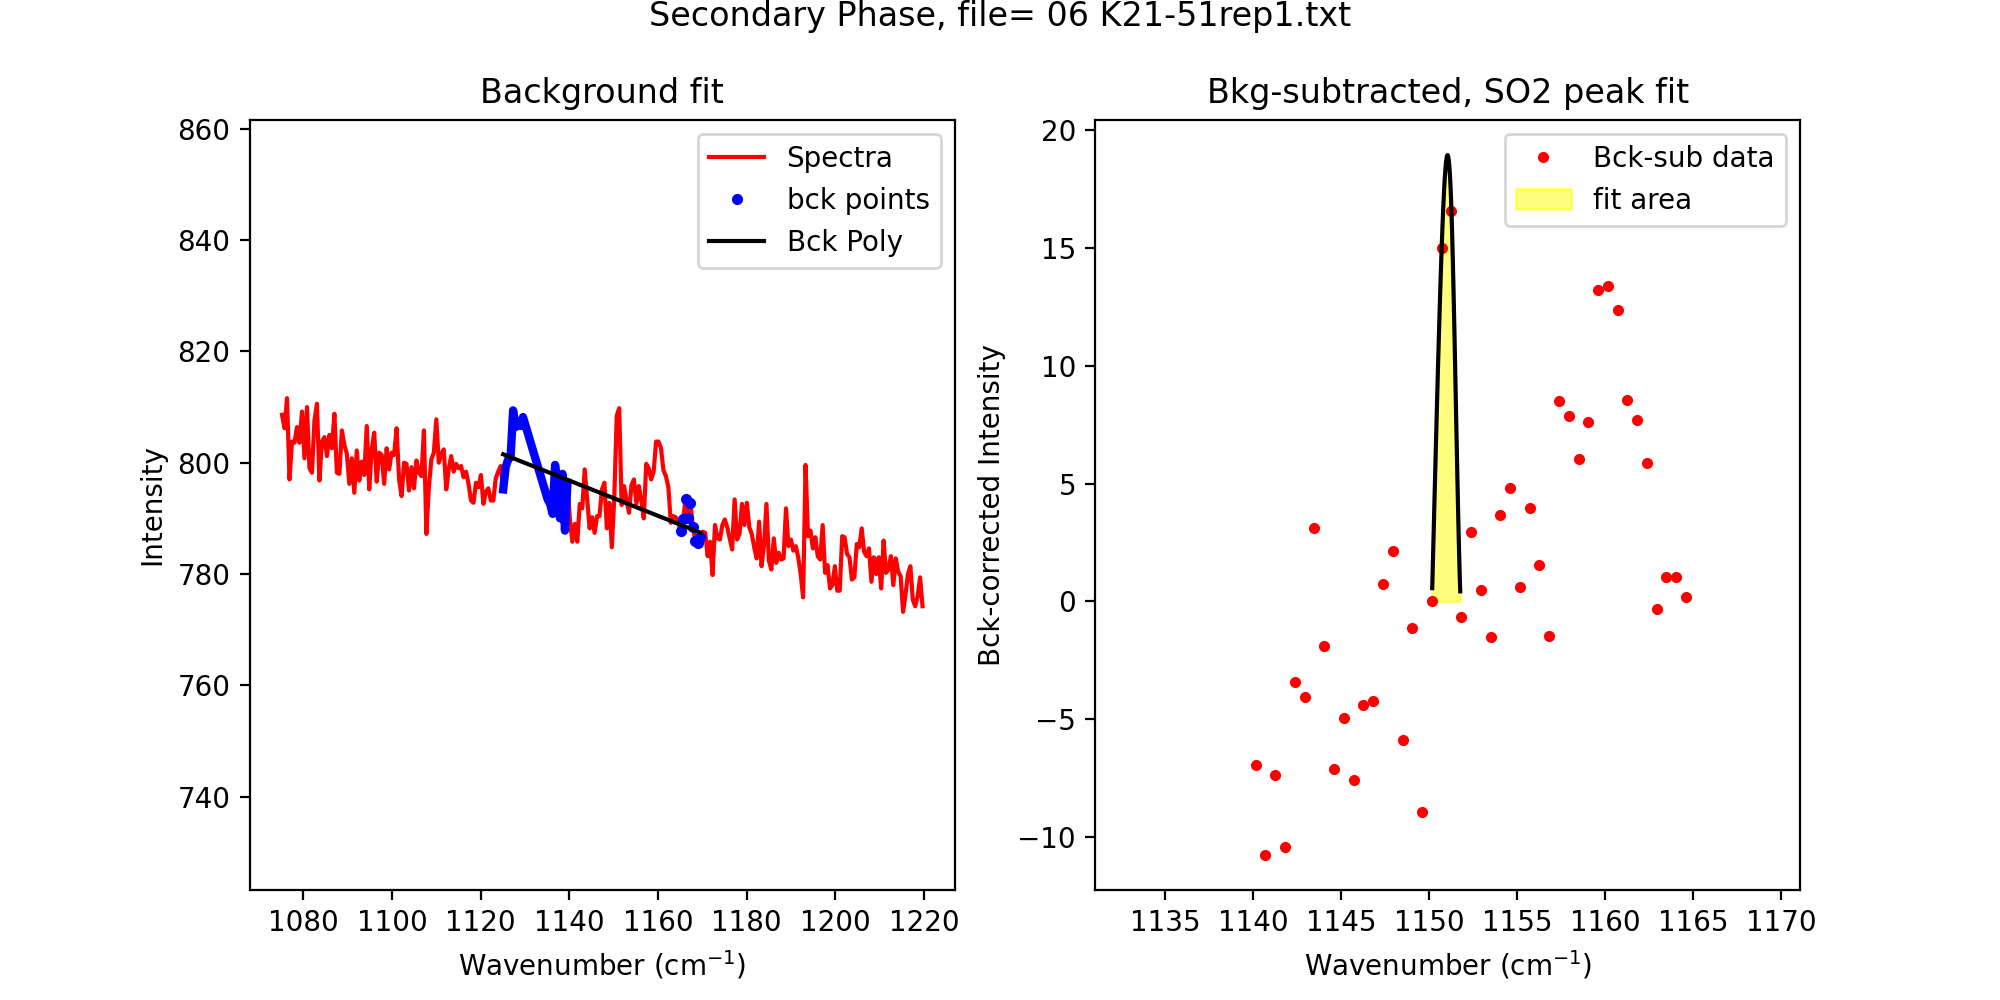 Secondary Phase, file= 06 K21-51rep1.txt
Background fit
860
840
820
800
780
760
740
Intensity
Spectra
bck points
Bck Poly
1080 1100 1120 1140 1160 1180 1200 1220
Wavenumber (cm⁻¹)
Bkg-subtracted, SO2 peak fit
20
15
10
5
0
−5
−10
Bck-corrected Intensity
Bck-sub data
fit area
1135 1140 1145 1150 1155 1160 1165 1170
Wavenumber (cm⁻¹)